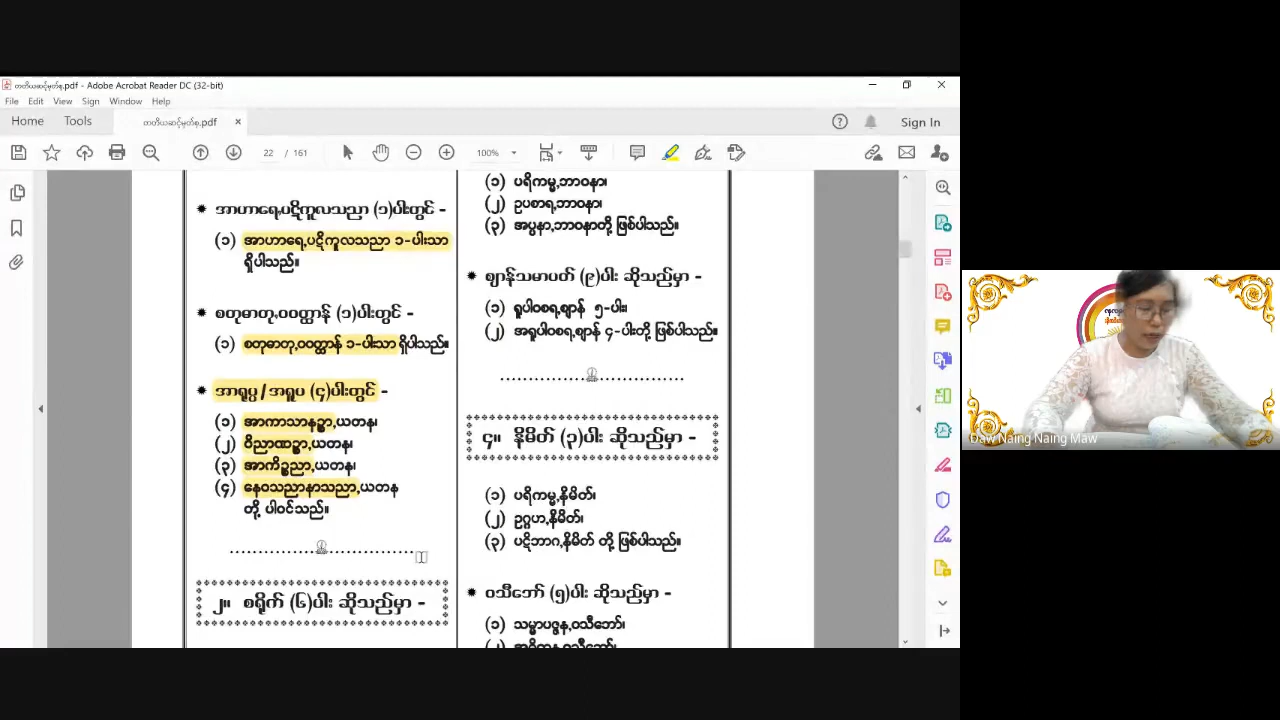 တတိယဆင့်မှတ်စု.pdf - Adobe Acrobat Reader DC (32-bit)
File Edit View Sign Window Help
Home Tools တတိယဆင့်မှတ်စု.pdf × Sign In
22 / 161 100%
အာဟာရေ,ပဋိကူလသညာ (၁)ပါးတွင် -
(၁) အာဟာရေ,ပဋိကူလသညာ ၁-ပါးသာ
ရှိပါသည်။
စတုဓာတု,ဝဝတ္ထာန် (၁)ပါးတွင် -
(၁) စတုဓာတု,ဝဝတ္ထာန် ၁-ပါးသာ ရှိပါသည်။
အာရုပ္ပ / အရူပ (၄)ပါးတွင် -
(၁) အာကာသာနဉ္စာ,ယတန၊
(၂) ဝိညာဏဉ္စာ,ယတန၊
(၃) အာကိဉ္စညာ,ယတန၊
(၄) နေဝသညာနာသညာ,ယတန
တို့ ပါဝင်သည်။
၂။ စရိုက် (၆)ပါး ဆိုသည်မှာ -
(၁) ပရိကမ္မ,ဘာဝနာ၊
(၂) ဥပစာရ,ဘာဝနာ၊
(၃) အပ္ပနာ,ဘာဝနာတို့ ဖြစ်ပါသည်။
ဈာန်သမာပတ် (၉)ပါး ဆိုသည်မှာ -
(၁) ရူပါဝစရ,ဈာန် ၅-ပါး၊
(၂) အရူပါဝစရ,ဈာန် ၄-ပါးတို့ ဖြစ်ပါသည်။
၄။ နိမိတ် (၃)ပါး ဆိုသည်မှာ -
(၁) ပရိကမ္မ,နိမိတ်၊
(၂) ဥဂ္ဂဟ,နိမိတ်၊
(၃) ပဋိဘာဂ,နိမိတ် တို့ ဖြစ်ပါသည်။
ဝသီဘော် (၅)ပါး ဆိုသည်မှာ -
(၁) သမ္မာပဇ္ဇန,ဝသီဘော်၊
Daw Naing Naing Maw